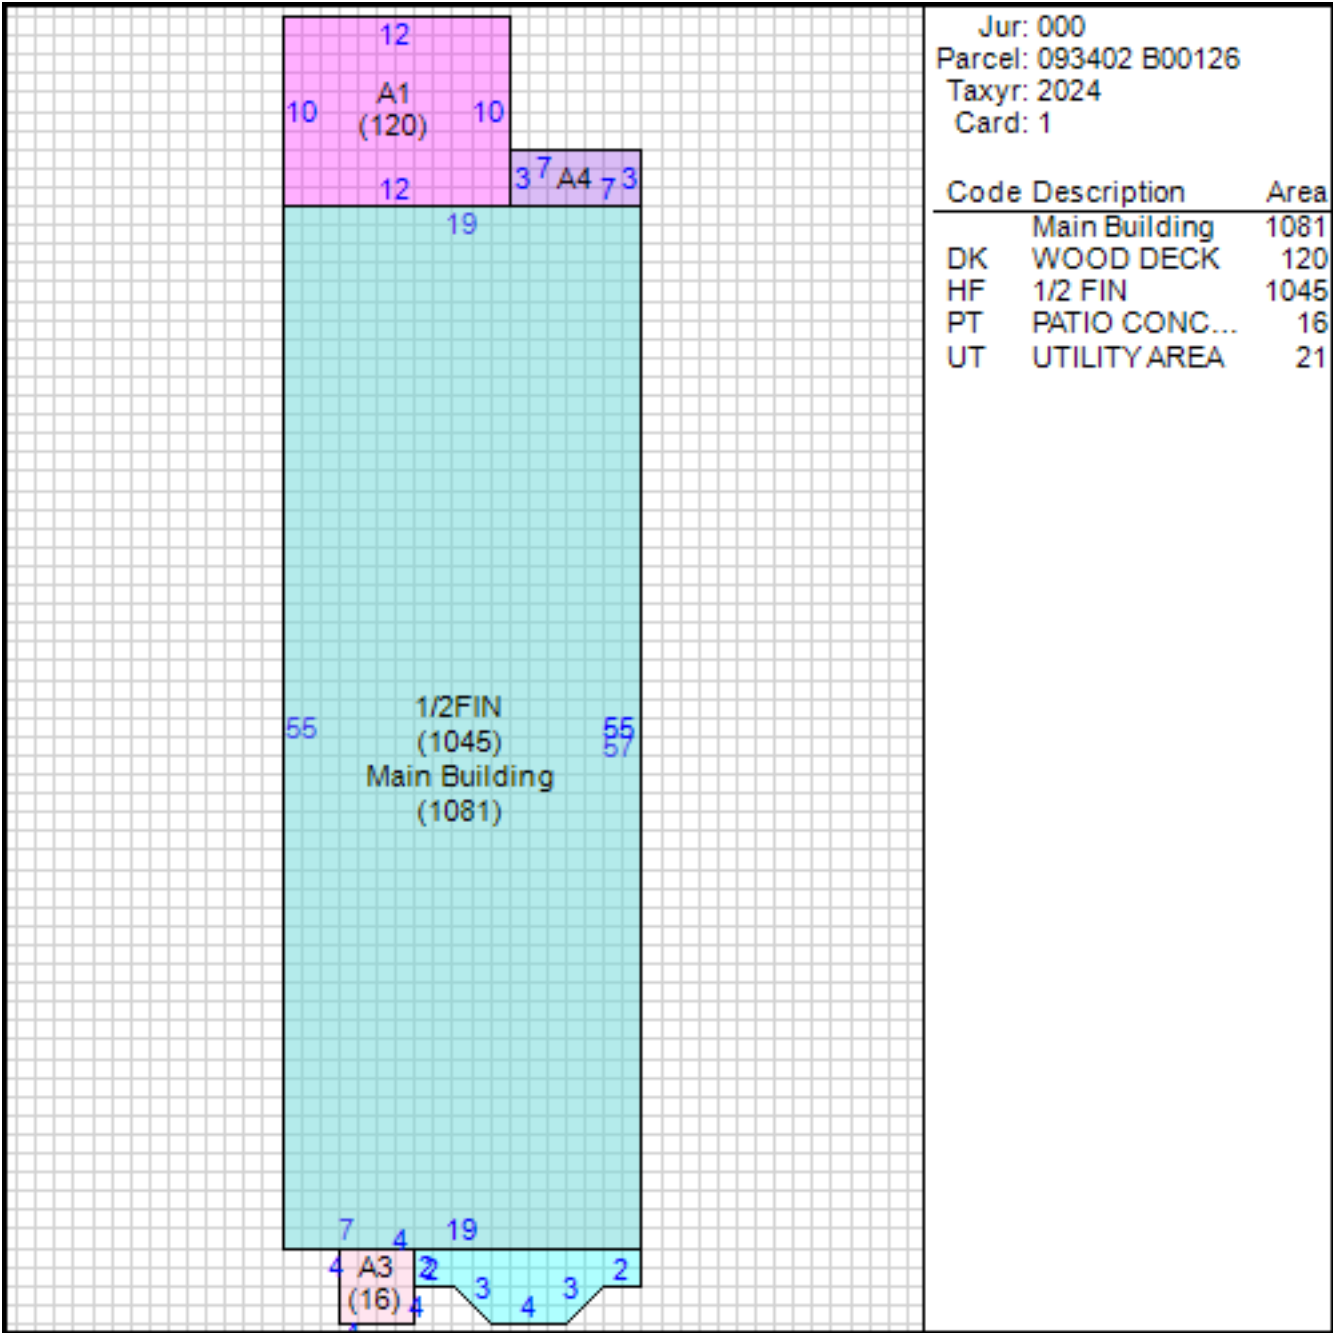 12
A1
10 10
(120)
12
3 7 A4 7 3
19
1/2FIN
55 55
(1045) 57
Main Building
(1081)
7 4 19
4 A3 2 2 2
3 3
(16) 4 4
Jur: 000
Parcel: 093402 B00126
Taxyr: 2024
Card: 1
Code Description Area
Main Building 1081
DK WOOD DECK 120
HF 1/2 FIN 1045
PT PATIO CONC... 16
UT UTILITY AREA 21